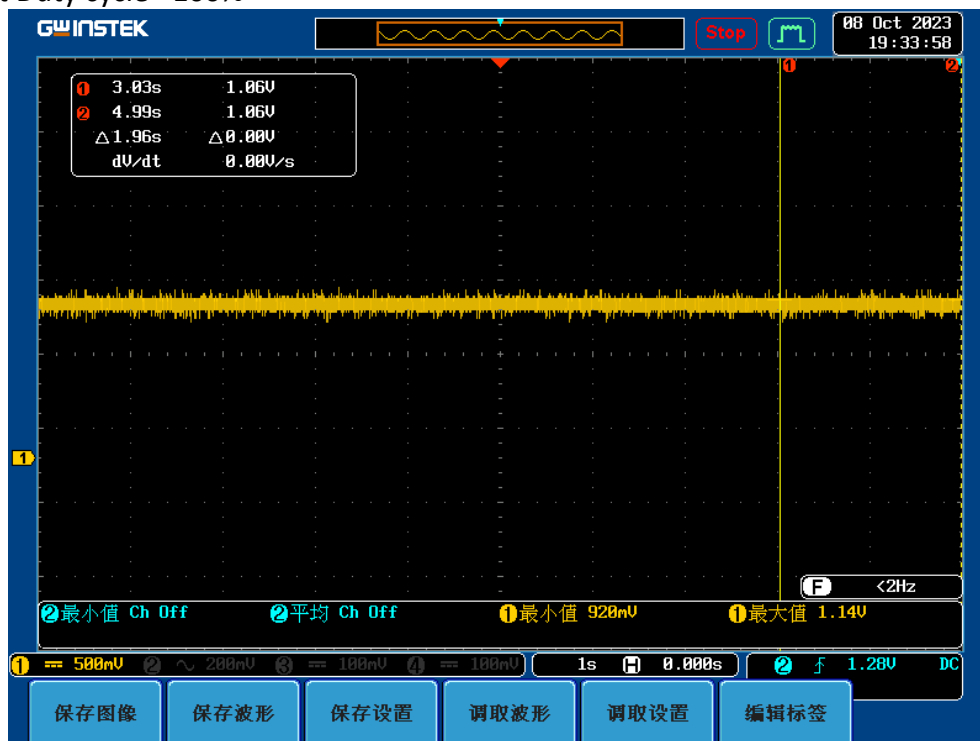 Duty cycle 100%
GWINSTEK
Stop
08 Oct 2023
19:33:58
1 3.03s 1.06V
2 4.99s 1.06V
△1.96s △0.00V
dV/dt 0.00V/s
1
2
1
F <2Hz
2最小值 Ch Off 2平均 Ch Off 1最小值 920mV 1最大值 1.14V
1 500mV 2 200mV 3 100mV 4 100mV 1s H 0.000s 2 1.28V DC
保存图像 保存波形 保存设置 调取波形 调取设置 编辑标签